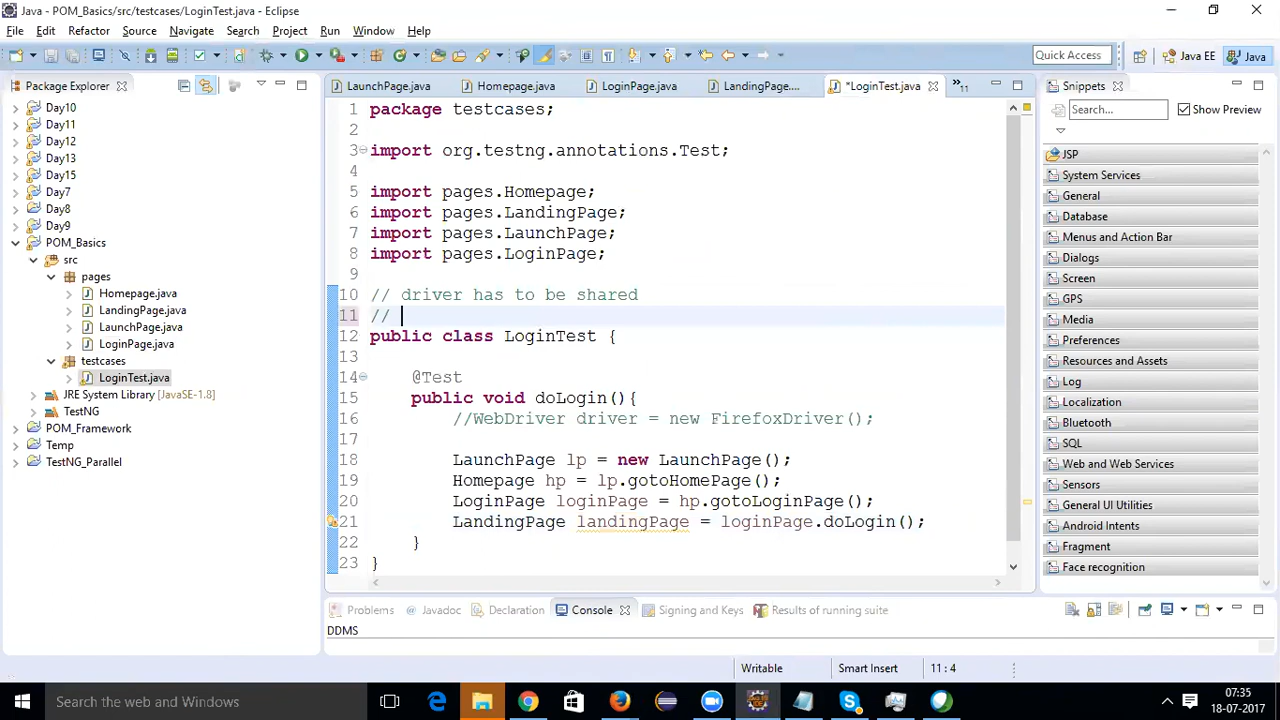 Java - POM_Basics/src/testcases/LoginTest.java - Eclipse
File Edit Refactor Source Navigate Search Project Run Window Help
Quick Access
Java EE
Java
Package Explorer
LaunchPage.java
Homepage.java
LoginPage.java
LandingPage....
*LoginTest.java
»11
Snippets
Day10
Day11
Day12
Day13
Day15
Day7
Day8
Day9
POM_Basics
src
pages
Homepage.java
LandingPage.java
LaunchPage.java
LoginPage.java
testcases
LoginTest.java
JRE System Library [JavaSE-1.8]
TestNG
POM_Framework
Temp
TestNG_Parallel
1 package testcases;
2
3 import org.testng.annotations.Test;
4
5 import pages.Homepage;
6 import pages.LandingPage;
7 import pages.LaunchPage;
8 import pages.LoginPage;
9
10 // driver has to be shared
11 //
12 public class LoginTest {
13
14 @Test
15 public void doLogin(){
16 //WebDriver driver = new FirefoxDriver();
17
18 LaunchPage lp = new LaunchPage();
19 Homepage hp = lp.gotoHomePage();
20 LoginPage loginPage = hp.gotoLoginPage();
21 LandingPage landingPage = loginPage.doLogin();
22 }
23 }
Search...
Show Preview
JSP
System Services
General
Database
Menus and Action Bar
Dialogs
Screen
GPS
Media
Preferences
Resources and Assets
Log
Contacts
Bluetooth
SQL
Web and Web Services
Sensors
General UI Utilities
Android Intents
Fragment
Face recognition
Problems
Javadoc
Declaration
Console
Signing and Keys
Results of running suite
DDMS
Writable
Smart Insert
11 : 4
Search the web and Windows
07:35
18-07-2017